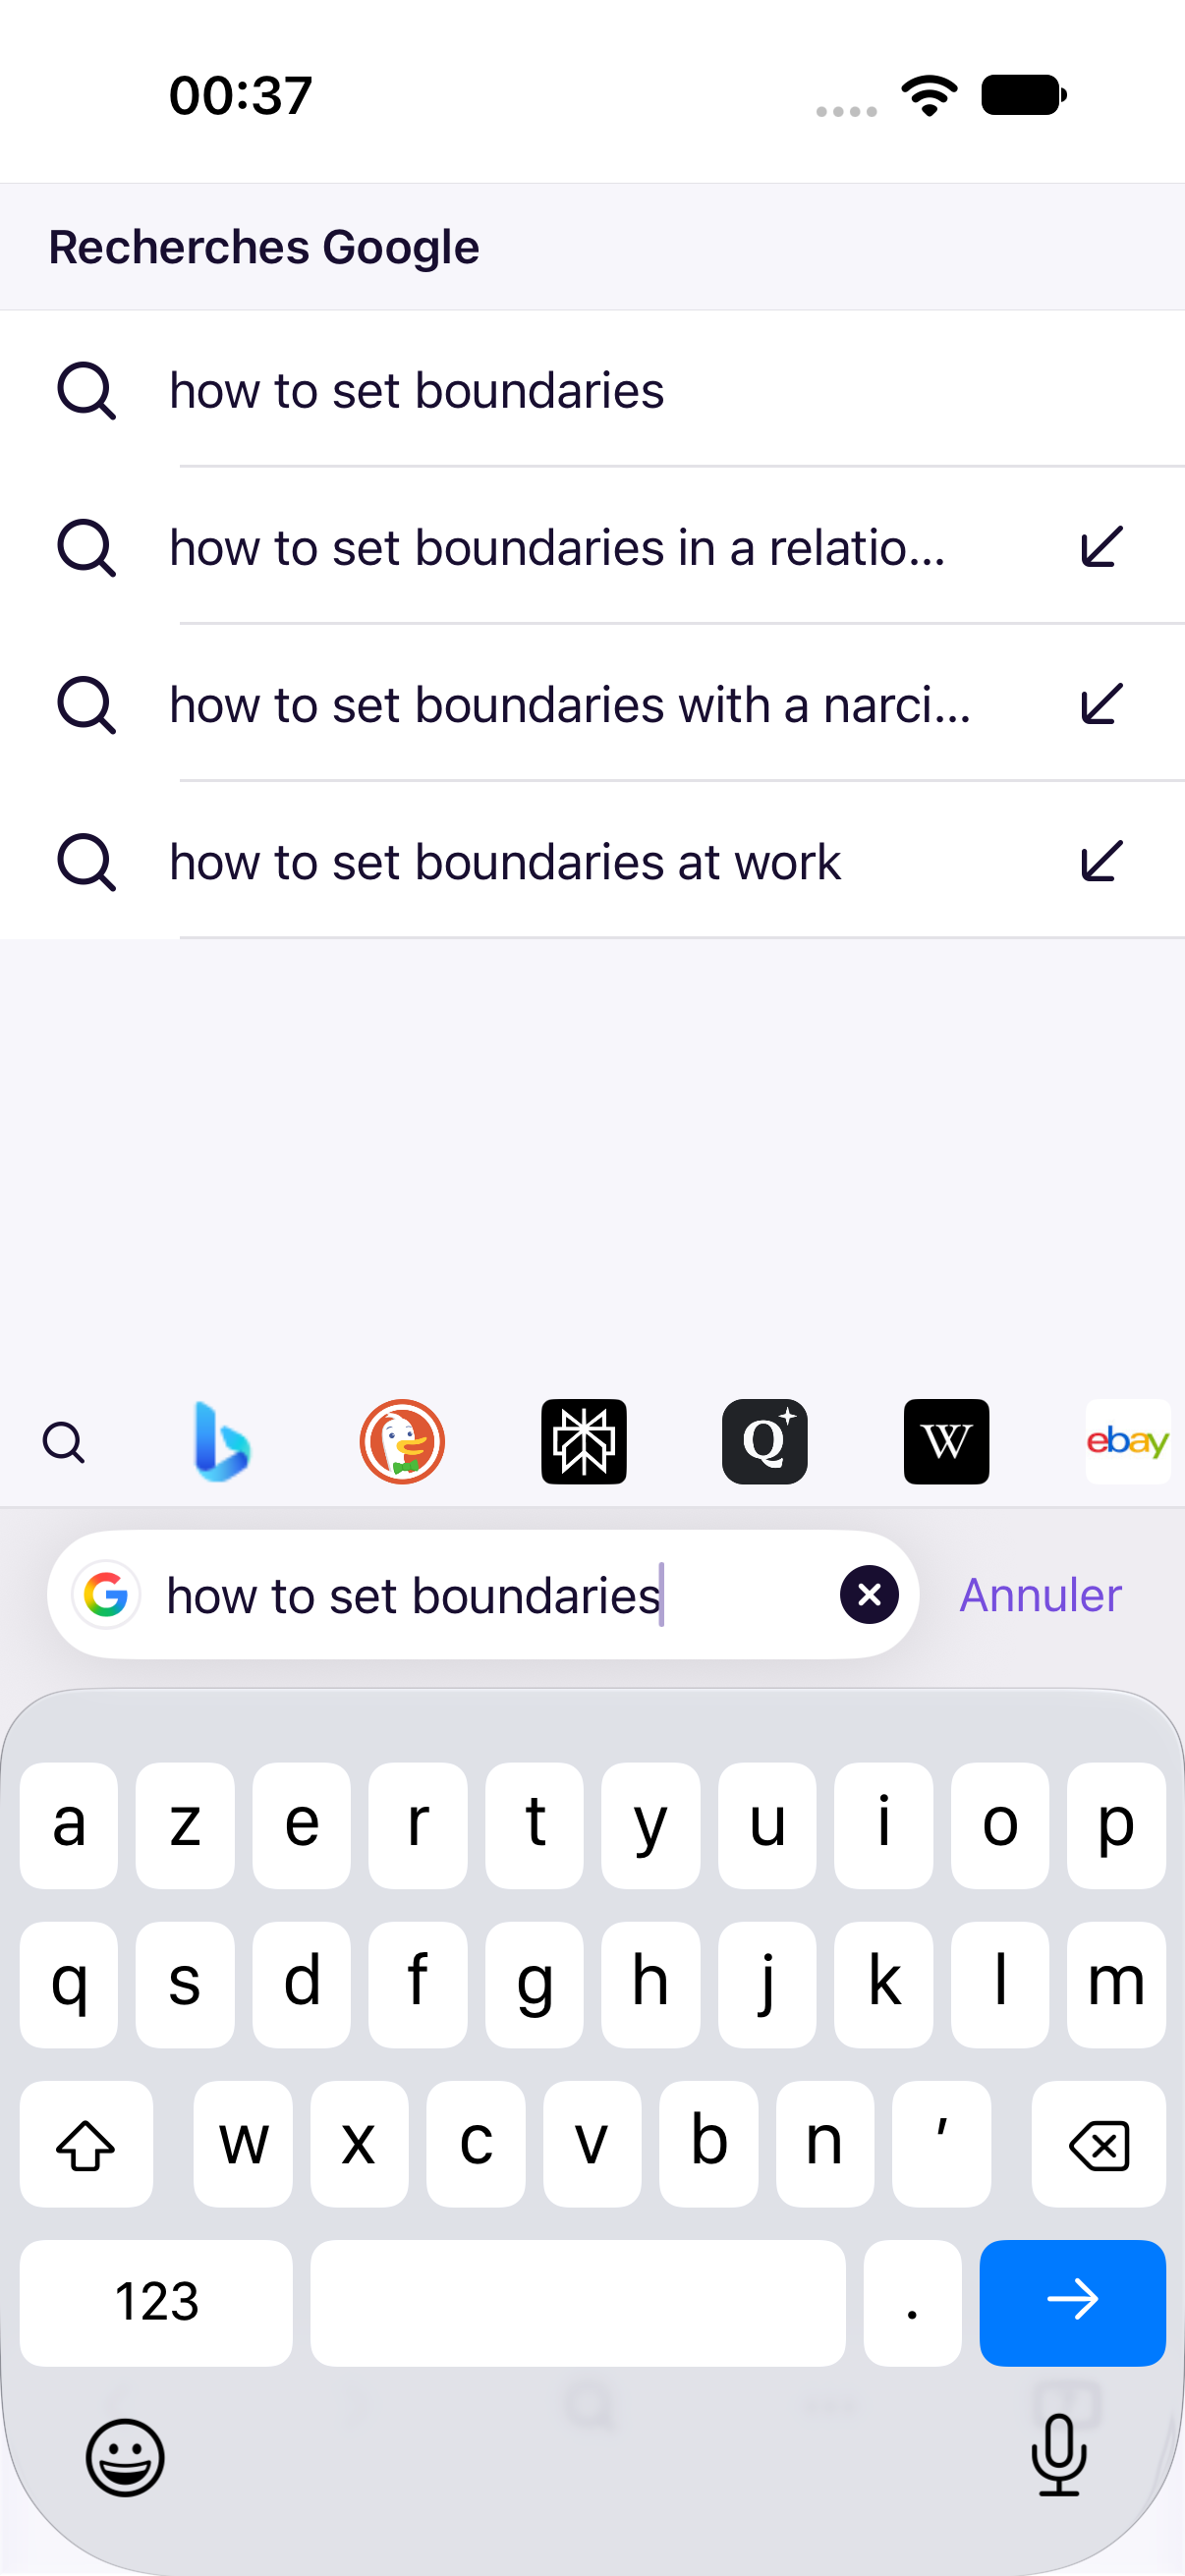 00:37
Recherches Google
how to set boundaries
how to set boundaries in a relatio...
how to set boundaries with a narci...
how to set boundaries at work
Q
W
ebay
G
how to set boundaries
Annuler
a z e r t y u i o p
q s d f g h j k l m
w x c v b n '
123 .